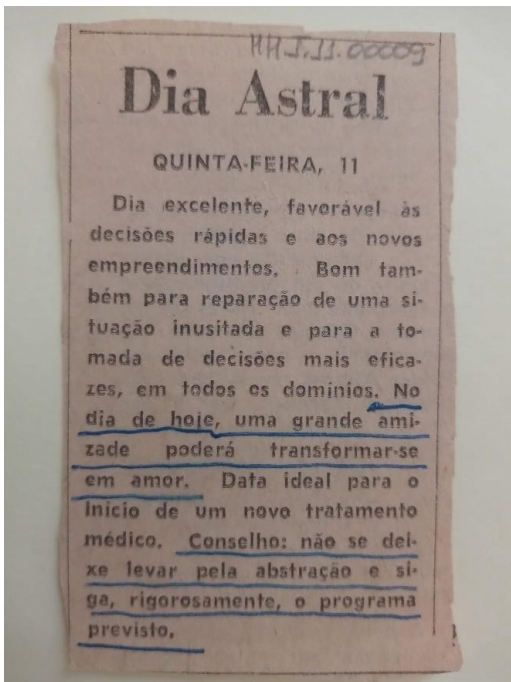 HH.I.11.00009
Dia Astral
QUINTA-FEIRA, 11
Dia excelente, favorável às
decisões rápidas e aos novos
empreendimentos. Bom tam-
bém para reparação de uma si-
tuação inusitada e para a to-
mada de decisões mais efica-
zes, em todos os domínios. No
dia de hoje, uma grande ami-
zade poderá transformar-se
em amor. Data ideal para o
início de um novo tratamento
médico. Conselho: não se dei-
xe levar pela abstração e si-
ga, rigorosamente, o programa
previsto.